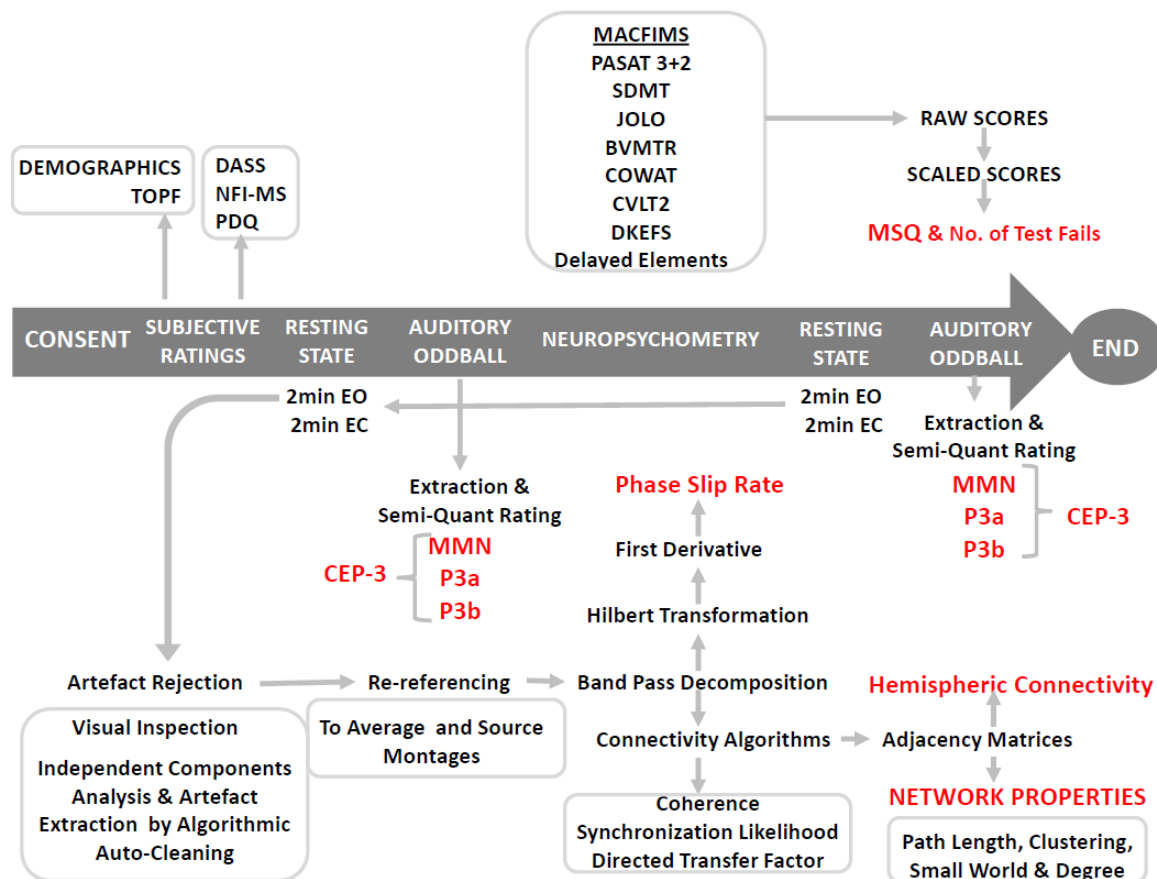 MACFIMS
PASAT 3+2
SDMT
JOLO
BVMTR
COWAT
CVLT2
DKEFS
Delayed Elements
RAW SCORES
SCALED SCORES
MSQ & No. of Test Fails
DEMOGRAPHICS
TOPF
DASS
NFI-MS
PDQ
CONSENT
SUBJECTIVE
RATINGS
RESTING
STATE
AUDITORY
ODDBALL
NEUROPSYCHOMETRY
RESTING
STATE
AUDITORY
ODDBALL
END
2min EO
2min EC
2min EO
2min EC
Extraction &
Semi-Quant Rating
MMN
P3a
P3b
CEP-3
Extraction &
Semi-Quant Rating
MMN
P3a
P3b
CEP-3
Phase Slip Rate
First Derivative
Hilbert Transformation
Artefact Rejection
Re-referencing
Band Pass Decomposition
Hemispheric Connectivity
Visual Inspection
Independent Components
Analysis & Artefact
Extraction by Algorithmic
Auto-Cleaning
To Average and Source
Montages
Connectivity Algorithms
Adjacency Matrices
Coherence
Synchronization Likelihood
Directed Transfer Factor
NETWORK PROPERTIES
Path Length, Clustering,
Small World & Degree